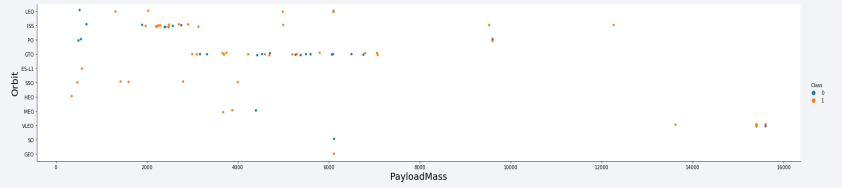 LEO
ISS
PO
GTO
ES-L1
SSO
HEO
MEO
VLEO
SO
GEO
Orbit
0
2000
4000
6000
8000
10000
12000
14000
16000
PayloadMass
Class
0
1